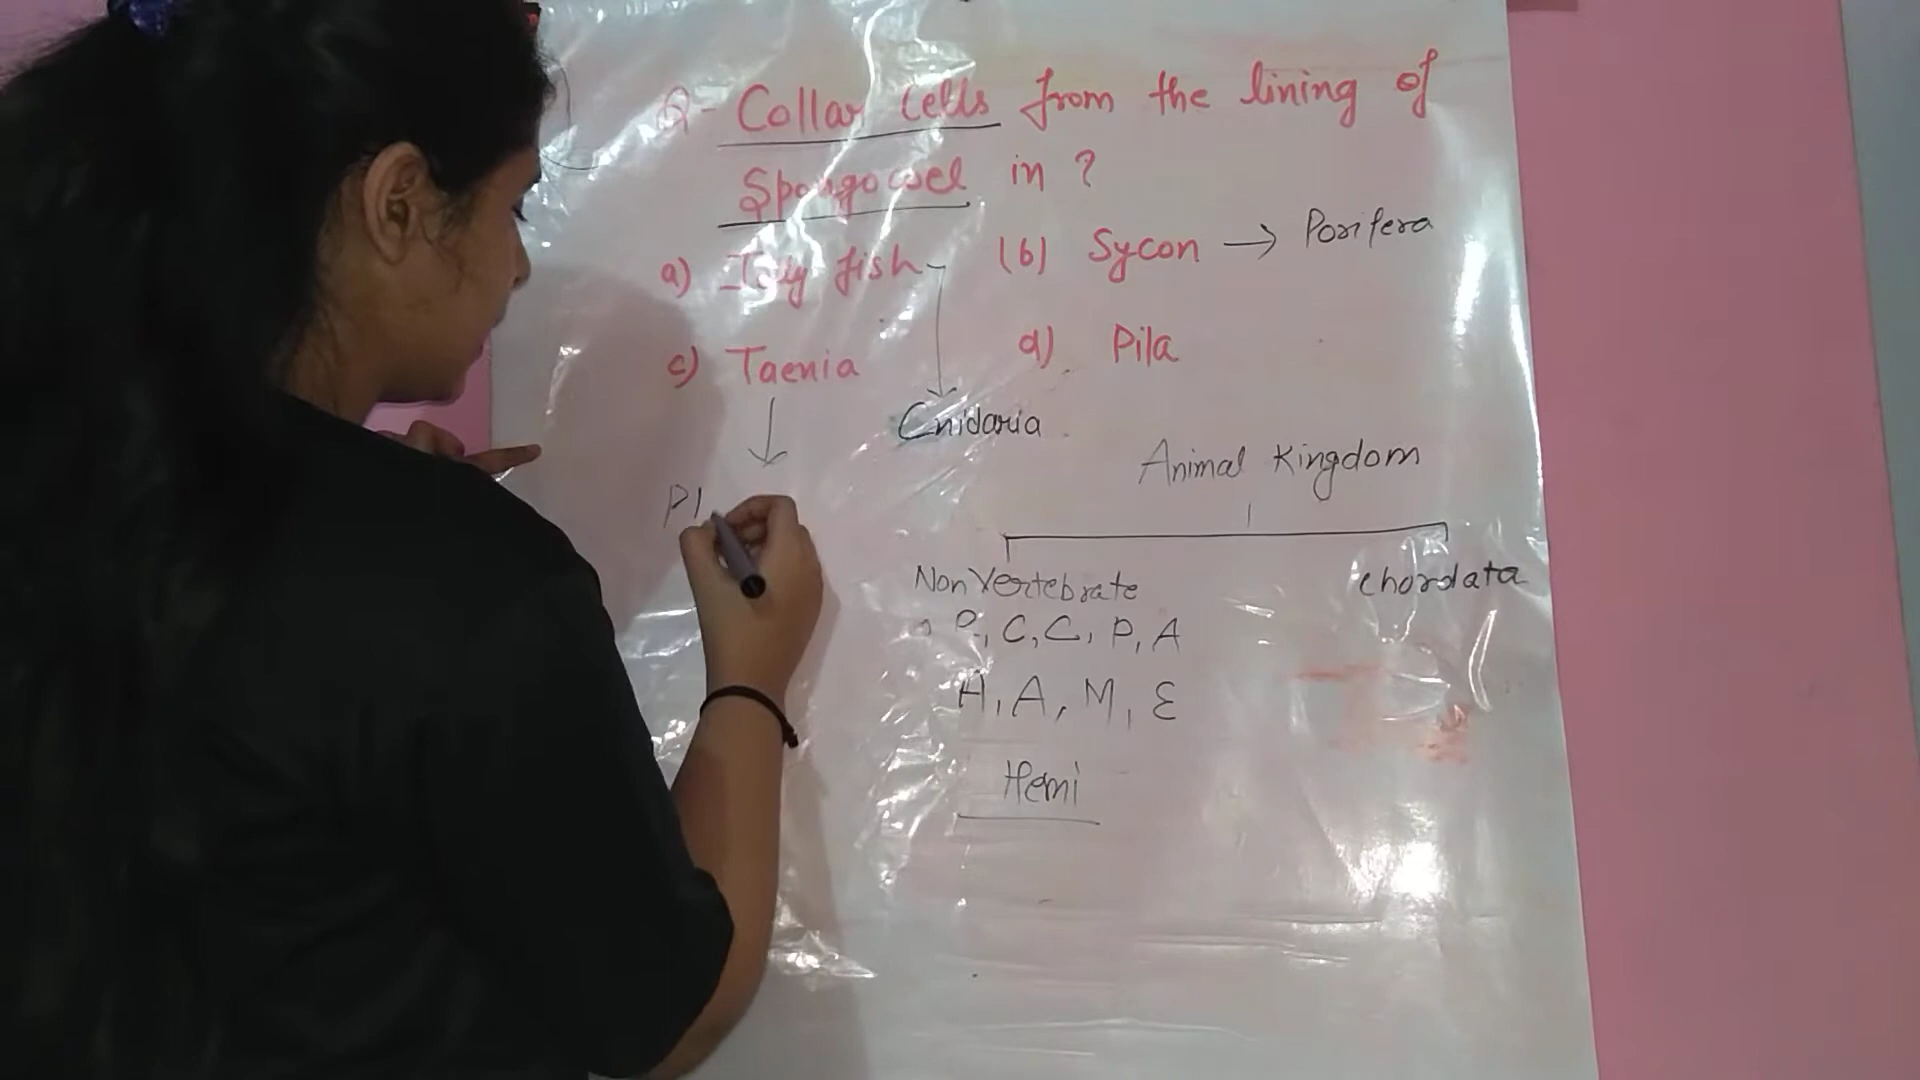 Q- Collar Cells from the lining of
Spongocoel in ?
a) Jelly fish (b) Sycon → Porifera
c) Taenia d) Pila
Cnidaria
Animal Kingdom
Pl
Non Vertebrate Chordata
P, C, C, P, A
A, A, M, E
Hemi